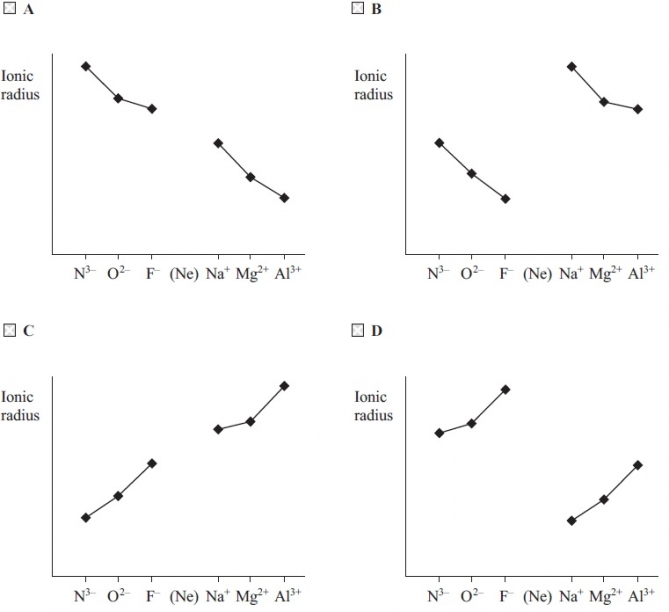 A
B
Ionic
radius
Ionic
radius
N³⁻ O²⁻ F⁻ (Ne) Na⁺ Mg²⁺ Al³⁺
N³⁻ O²⁻ F⁻ (Ne) Na⁺ Mg²⁺ Al³⁺
C
D
Ionic
radius
Ionic
radius
N³⁻ O²⁻ F⁻ (Ne) Na⁺ Mg²⁺ Al³⁺
N³⁻ O²⁻ F⁻ (Ne) Na⁺ Mg²⁺ Al³⁺